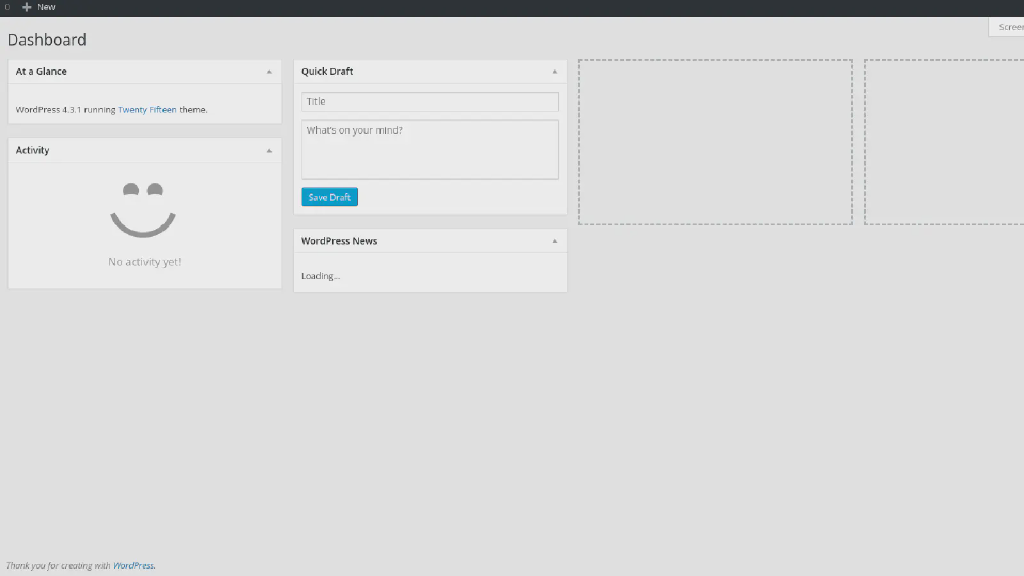 0 New
Dashboard
Screen
At a Glance
WordPress 4.3.1 running Twenty Fifteen theme.
Activity
No activity yet!
Quick Draft
Title
What's on your mind?
Save Draft
WordPress News
Loading...
Thank you for creating with WordPress.